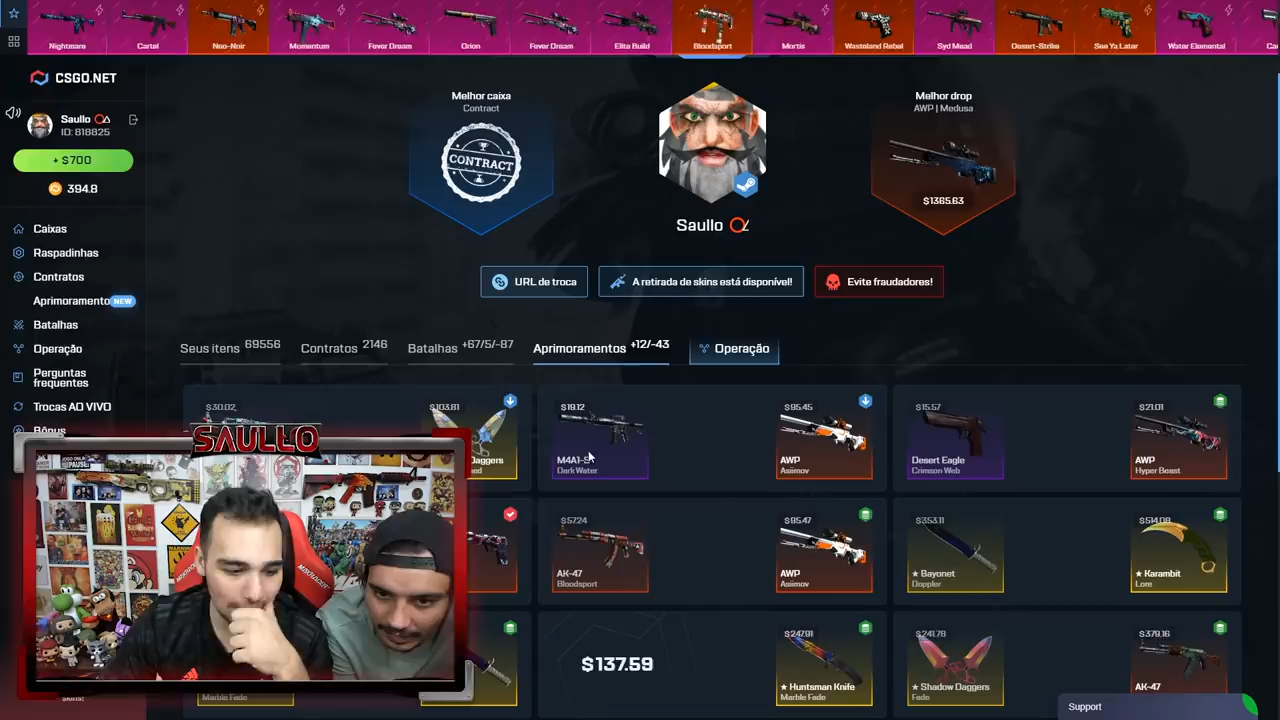 Nightmare
Cartel
Neo-Noir
Momentum
Fever Dream
Orion
Fever Dream
Elite Build
Bloodsport
Mortis
Wasteland Rebel
Syd Mead
Desert-Strike
See Ya Later
Water Elemental
CSGO.NET
Saullo
ID: 818825
+ $700
394.8
Caixas
Raspadinhas
Contratos
Aprimoramento NEW
Batalhas
Operação
Perguntas
frequentes
Trocas AO VIVO
Bônus
Melhor caixa
Contract
CONTRACT
Saullo
Melhor drop
AWP | Medusa
$1365.63
URL de troca
A retirada de skins está disponível!
Evite fraudadores!
Seus itens 69556
Contratos 2146
Batalhas +67/5/-87
Aprimoramentos +12/-43
Operação
$30.02
$103.81
Daggers
$19.12
M4A1-S
Dark Water
$95.45
AWP
Asiimov
$15.57
Desert Eagle
Crimson Web
$21.01
AWP
Hyper Beast
$57.24
AK-47
Bloodsport
$95.47
AWP
Asiimov
$353.11
★ Bayonet
Doppler
$514.08
★ Karambit
Lore
Marble Fade
$137.59
$247.91
★ Huntsman Knife
Marble Fade
$241.78
★ Shadow Daggers
Fade
$379.16
AK-47
SAULLO
Support